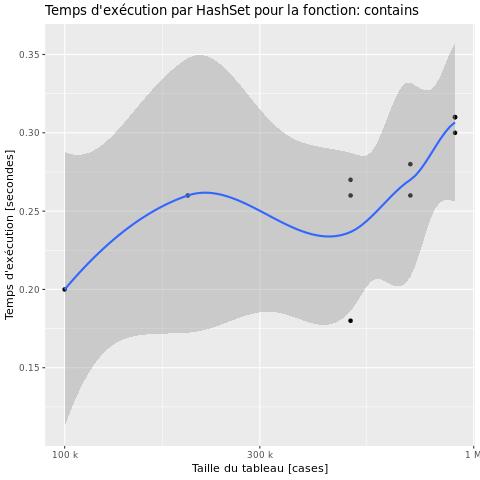 Temps d'exécution par HashSet pour la fonction: contains
Temps d'exécution [secondes]
0.35
0.30
0.25
0.20
0.15
100 k
300 k
1 M
Taille du tableau [cases]